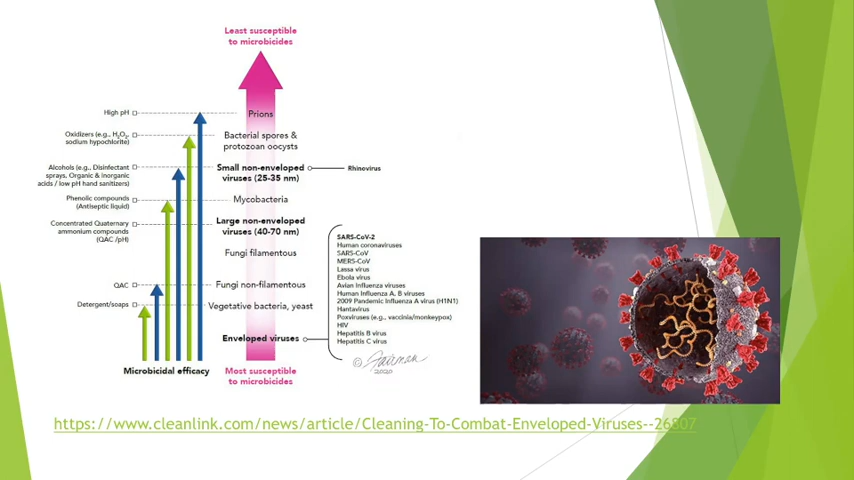 Least susceptible
to microbicides
High pH
Prions
Oxidizers (e.g., H₂O₂,
sodium hypochlorite)
Bacterial spores &
protozoan oocysts
Alcohols (e.g., Disinfectant
sprays, Organic & inorganic
acids / low pH hand sanitizers)
Small non-enveloped
viruses (25-35 nm)
Rhinovirus
Phenolic compounds
(Antiseptic liquid)
Mycobacteria
Concentrated Quaternary
ammonium compounds
(QAC /pH)
Large non-enveloped
viruses (40-70 nm)
Fungi filamentous
QAC
Fungi non-filamentous
Detergent/soaps
Vegetative bacteria, yeast
Enveloped viruses
SARS-CoV-2
Human coronaviruses
SARS-CoV
MERS-CoV
Lassa virus
Ebola virus
Avian Influenza viruses
Human Influenza A, B viruses
2009 Pandemic Influenza A virus (H1N1)
Hantavirus
Poxviruses (e.g., vaccinia/monkeypox)
HIV
Hepatitis B virus
Hepatitis C virus
Microbicidal efficacy
Most susceptible
to microbicides
https://www.cleanlink.com/news/article/Cleaning-To-Combat-Enveloped-Viruses--26807